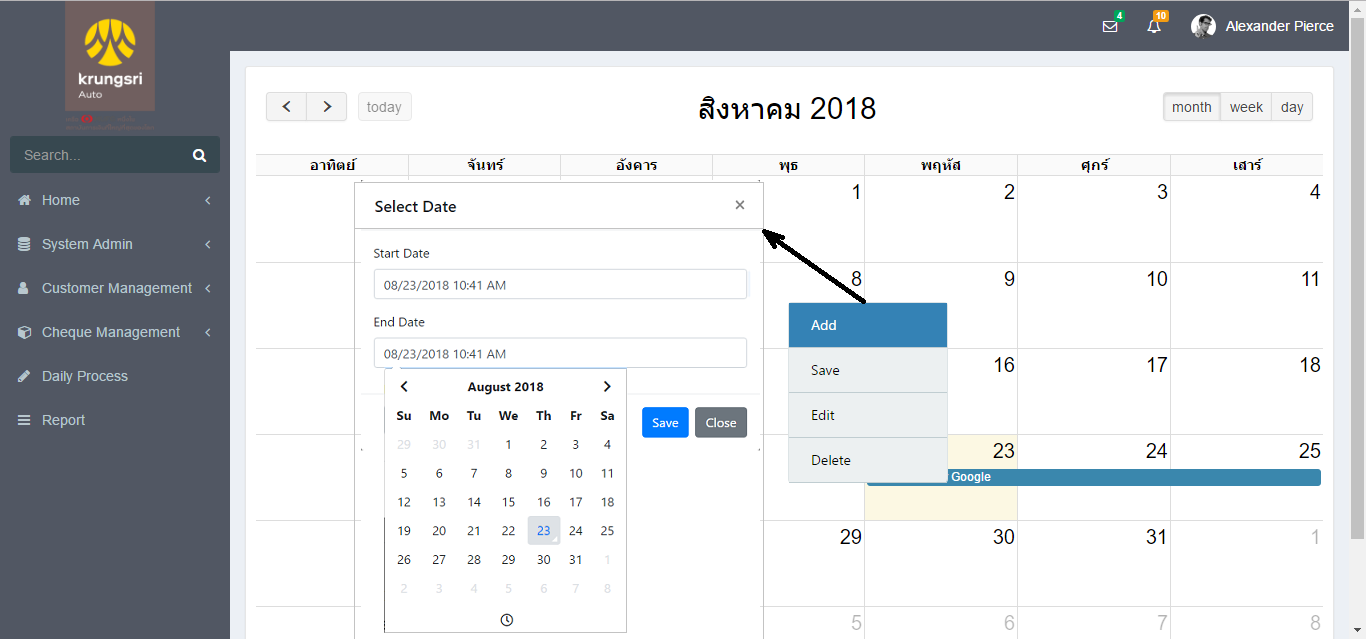 krungsri
Auto
Search...
Home
System Admin
Customer Management
Cheque Management
Daily Process
Report
4
10
Alexander Pierce
today
สิงหาคม 2018
month week day
อาทิตย์ จันทร์ อังคาร พุธ พฤหัส ศุกร์ เสาร์
1 2 3 4
8 9 10 11
16 17 18
23 24 25
Google
29 30 31 1
5 6 7 8
Select Date ×
Start Date
08/23/2018 10:41 AM
End Date
08/23/2018 10:41 AM
August 2018
Su Mo Tu We Th Fr Sa
29 30 31 1 2 3 4
5 6 7 8 9 10 11
12 13 14 15 16 17 18
19 20 21 22 23 24 25
26 27 28 29 30 31 1
2 3 4 5 6 7 8
Save Close
Add
Save
Edit
Delete